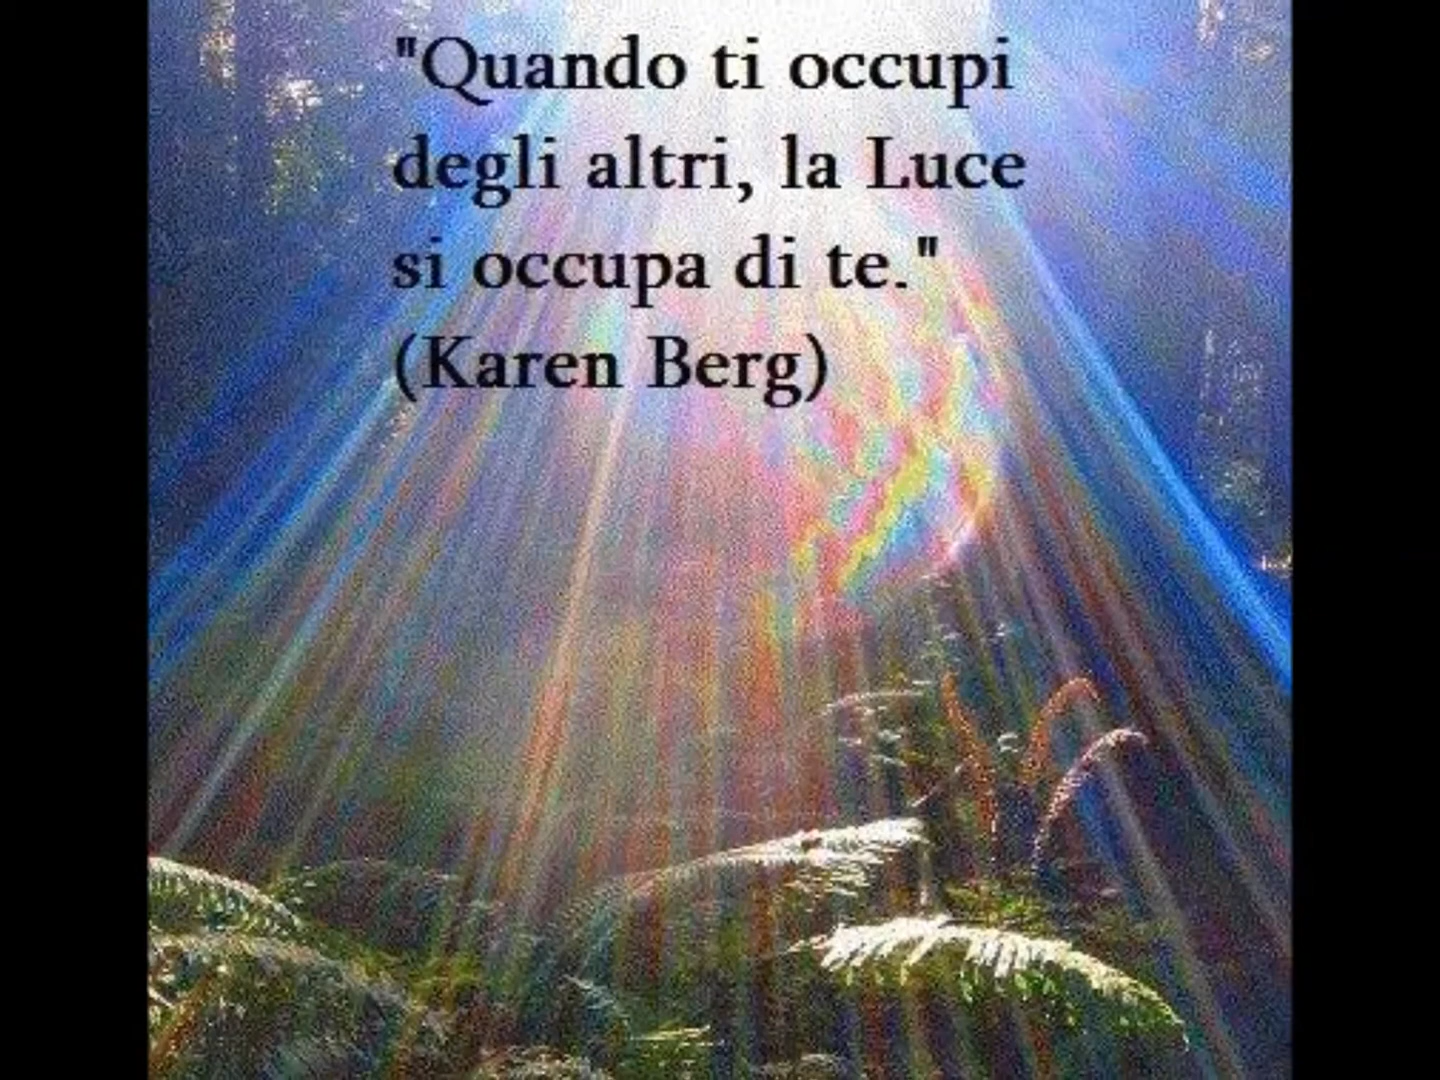 "Quando ti occupi
degli altri, la Luce
si occupa di te."
(Karen Berg)